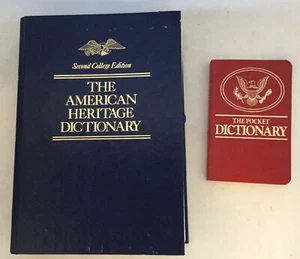 Second College Edition
THE
AMERICAN
HERITAGE
DICTIONARY
THE POCKET
DICTIONARY